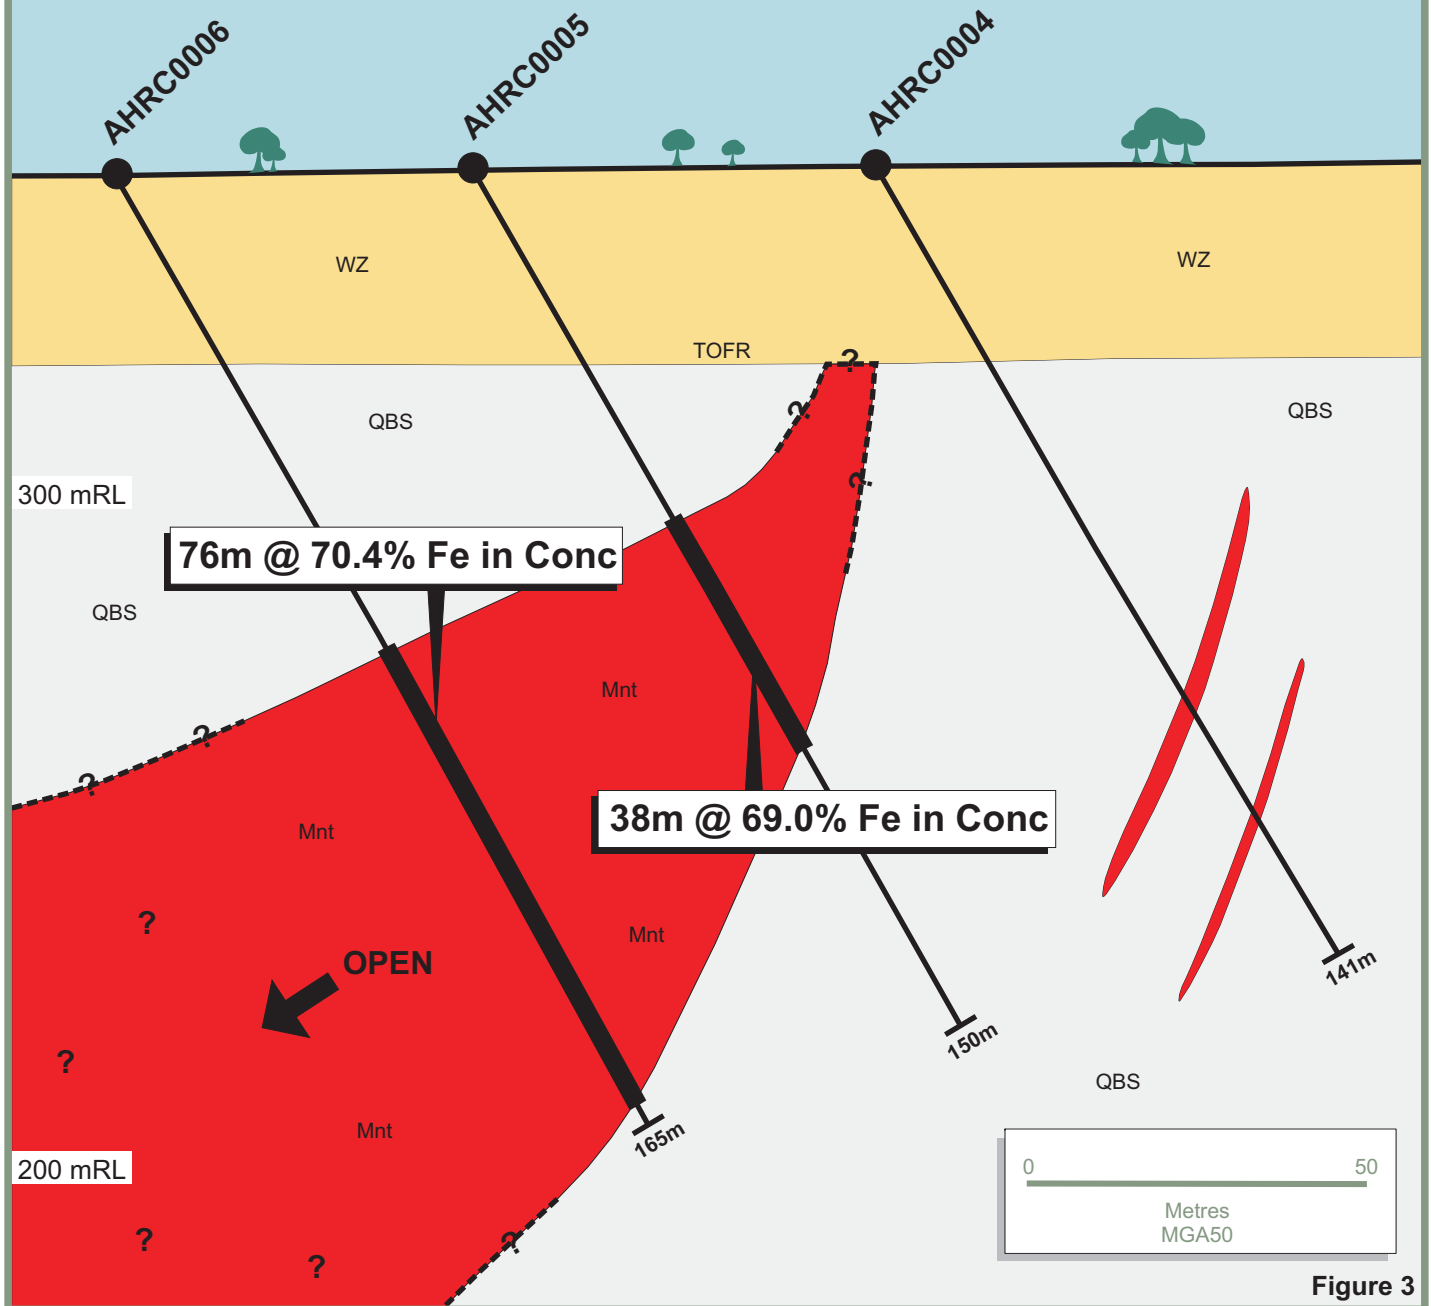 AHRC0006
AHRC0005
AHRC0004
WZ
WZ
TOFR
?
?
QBS
QBS
?
300 mRL
76m @ 70.4% Fe in Conc
QBS
Mnt
?
?
38m @ 69.0% Fe in Conc
Mnt
?
Mnt
OPEN
141m
150m
?
QBS
Mnt
165m
200 mRL
0 50
Metres
MGA50
?
?
?
Figure 3